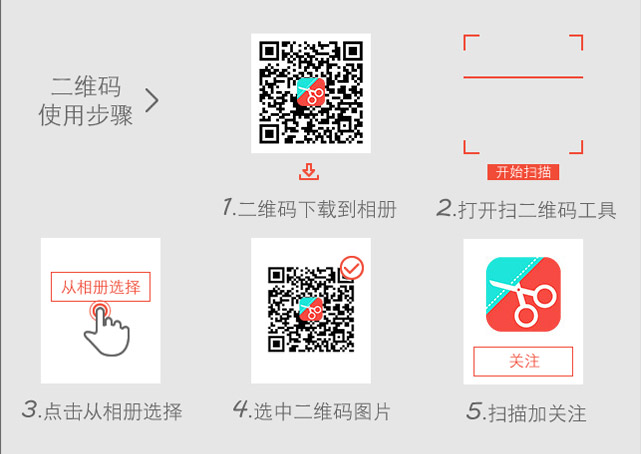 二维码
使用步骤
开始扫描
1.二维码下载到相册
2.打开扫二维码工具
从相册选择
关注
3.点击从相册选择
4.选中二维码图片
5.扫描加关注